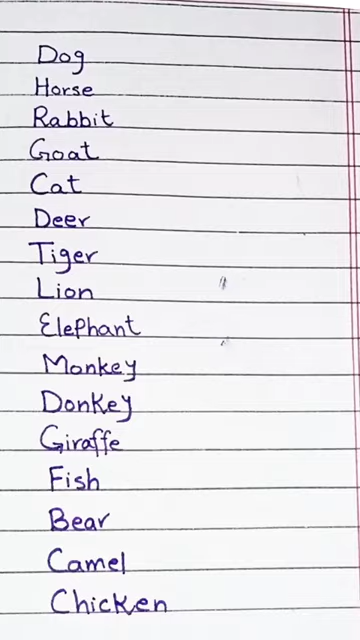 Dog
Horse
Rabbit
Goat
Cat
Deer
Tiger
Lion
Elephant
Monkey
Donkey
Giraffe
Fish
Bear
Camel
Chicken